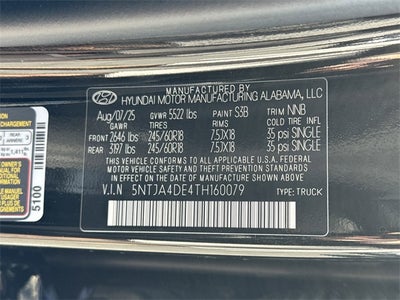 MANUFACTURED BY
HYUNDAI MOTOR MANUFACTURING ALABAMA, LLC
Aug/07/25 GVWR 5522 lbs PAINT S3B TRIM NNB
GAWR TIRES RIMS COLD TIRE INFL
FRONT 2646 lbs 245/60R18 7.5JX18 35 psi SINGLE
REAR 3197 lbs 245/60R18 7.5JX18 35 psi SINGLE
THIS VEHICLE CONFORMS TO ALL APPLICABLE U.S. FEDERAL
MOTOR VEHICLE SAFETY AND THEFT PREVENTION STANDARDS
IN EFFECT ON THE DATE OF MANUFACTURE SHOWN ABOVE.
V.I.N 5NTJA4DE4TH160079 TYPE: TRUCK
CHARGEMENT
REAR
5100